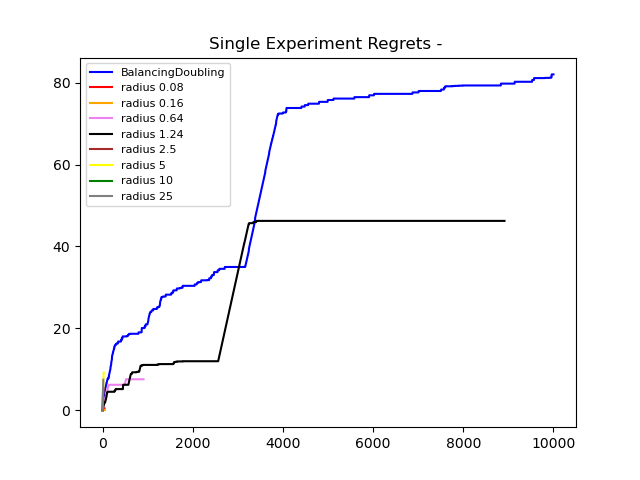 Single Experiment Regrets -
BalancingDoubling
radius 0.08
radius 0.16
radius 0.64
radius 1.24
radius 2.5
radius 5
radius 10
radius 25
80
60
40
20
0
0 2000 4000 6000 8000 10000